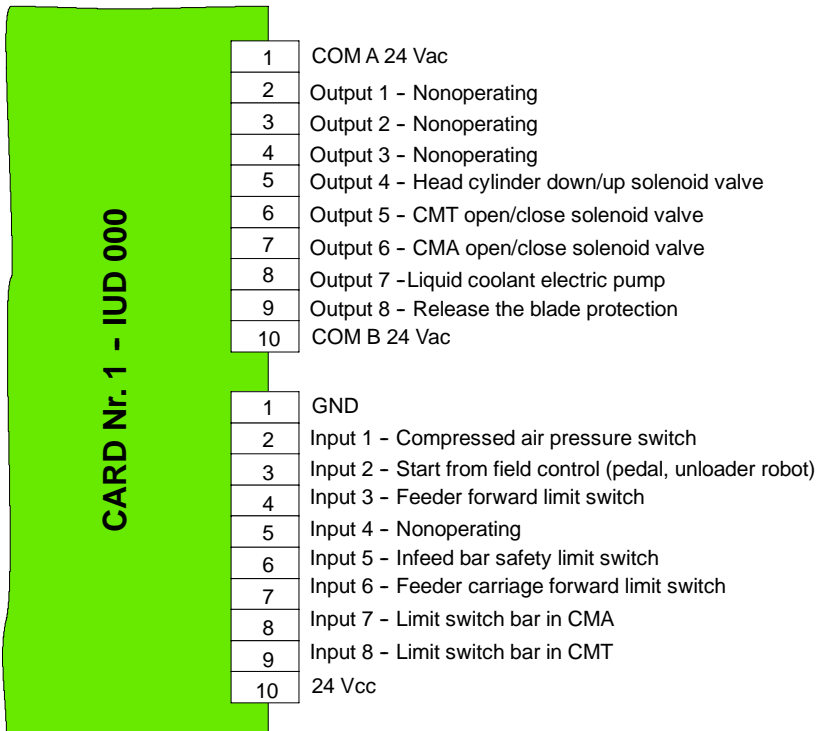 CARD Nr. 1 - IUD 000
1 COM A 24 Vac
2 Output 1 - Nonoperating
3 Output 2 - Nonoperating
4 Output 3 - Nonoperating
5 Output 4 - Head cylinder down/up solenoid valve
6 Output 5 - CMT open/close solenoid valve
7 Output 6 - CMA open/close solenoid valve
8 Output 7 -Liquid coolant electric pump
9 Output 8 - Release the blade protection
10 COM B 24 Vac
1 GND
2 Input 1 - Compressed air pressure switch
3 Input 2 - Start from field control (pedal, unloader robot)
4 Input 3 - Feeder forward limit switch
5 Input 4 - Nonoperating
6 Input 5 - Infeed bar safety limit switch
7 Input 6 - Feeder carriage forward limit switch
8 Input 7 - Limit switch bar in CMA
9 Input 8 - Limit switch bar in CMT
10 24 Vcc